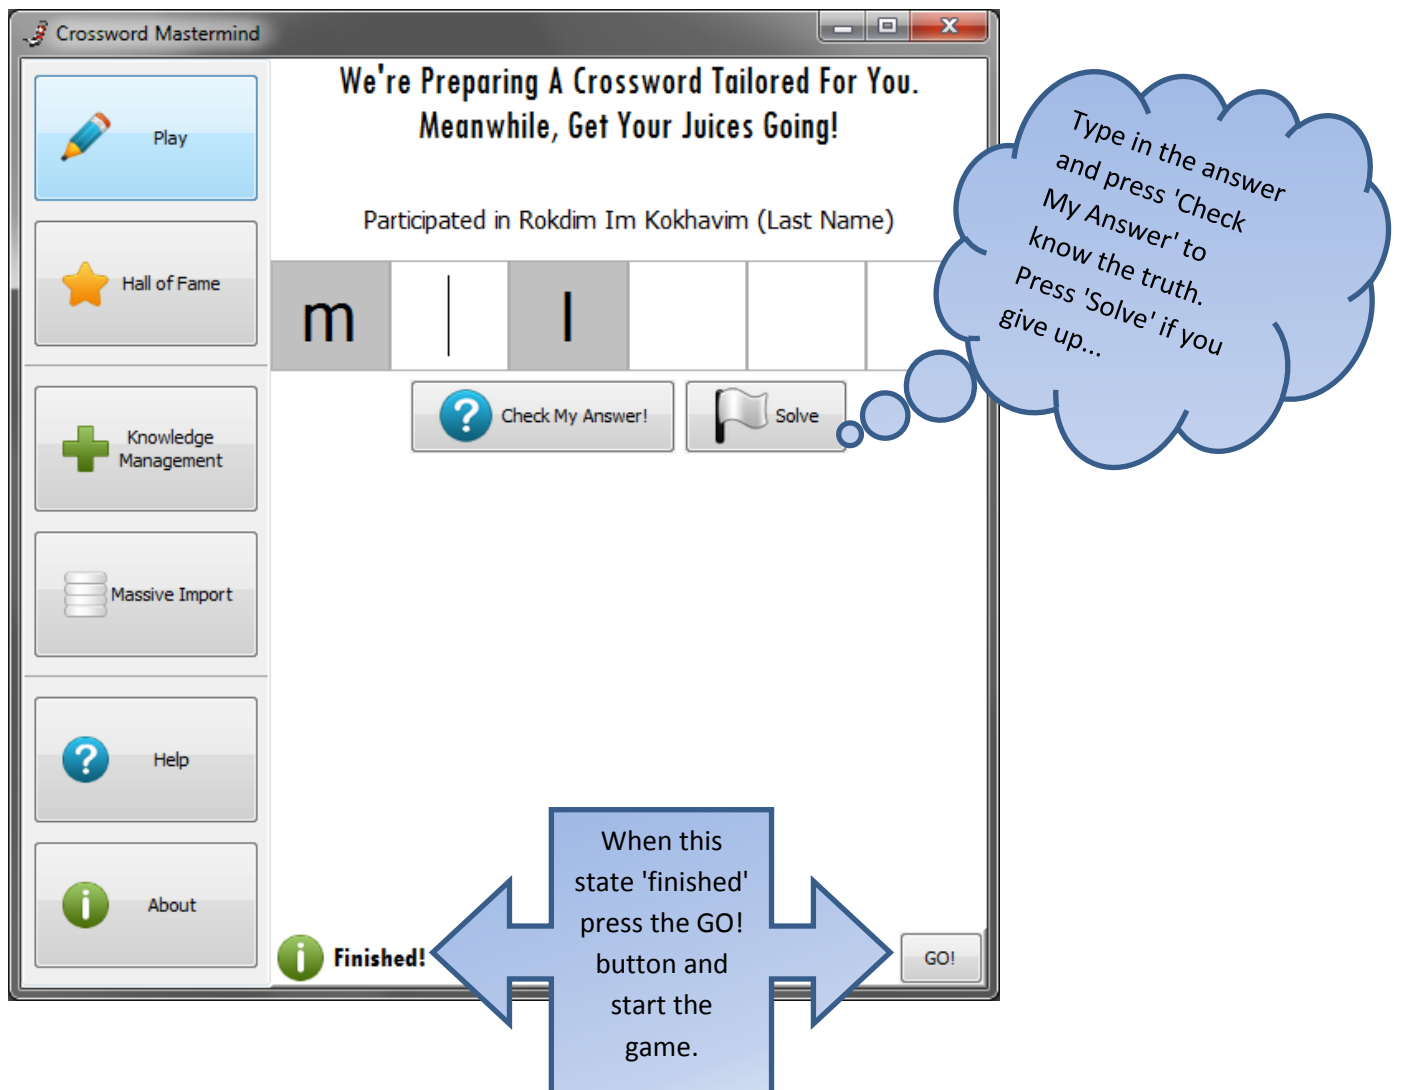 Crossword Mastermind
We're Preparing A Crossword Tailored For You.
Meanwhile, Get Your Juices Going!
Play
Participated in Rokdim Im Kokhavim (Last Name)
Hall of Fame
m l
Check My Answer!
Solve
Type in the answer
and press 'Check
My Answer' to
know the truth.
Press 'Solve' if you
give up...
Knowledge
Management
Massive Import
Help
About
Finished!
When this
state 'finished'
press the GO!
button and
start the
game.
GO!